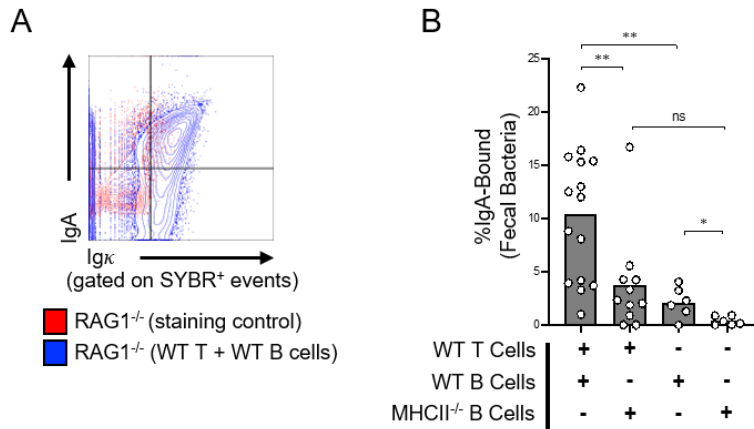 A
IgA
Igκ
(gated on SYBR⁺ events)
RAG1⁻/⁻ (staining control)
RAG1⁻/⁻ (WT T + WT B cells)
B
%IgA-Bound
(Fecal Bacteria)
25
20
15
10
5
0
**
**
ns
*
WT T Cells + + - -
WT B Cells + - + -
MHCII⁻/⁻ B Cells - + - +